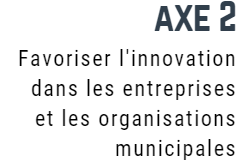 AXE 2
Favoriser l'innovation
dans les entreprises
et les organisations
municipales